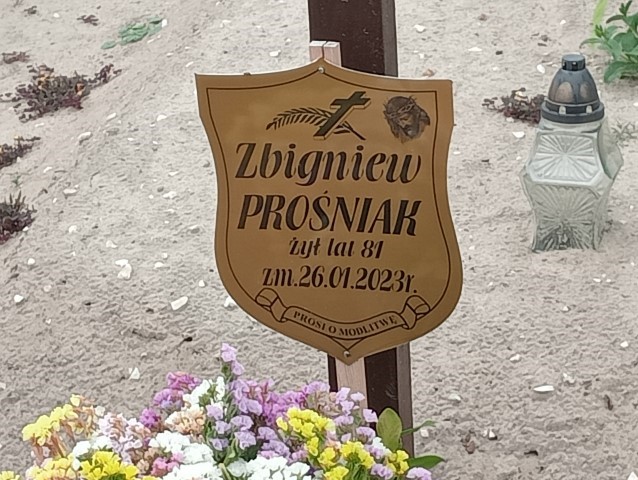 Zbigniew
PROŚNIAK
żył lat 81
zm.26.01.2023r.
PROSI O MODLITWĘ